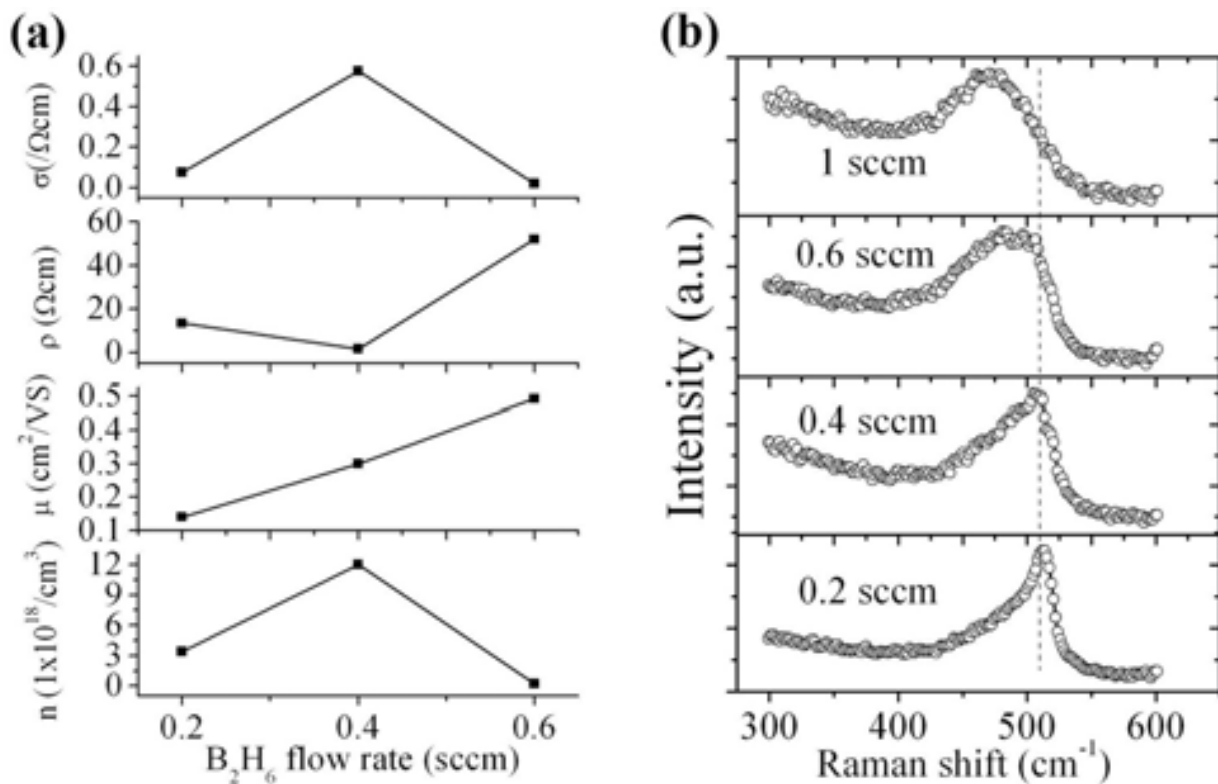 (a)
σ(/Ωcm)
0.6
0.4
0.2
0.0
ρ (Ωcm)
60
40
20
0
μ (cm²/VS)
0.5
0.4
0.3
0.2
0.1
n (1x10¹⁸/cm³)
12
9
6
3
0
0.2
0.4
0.6
B₂H₆ flow rate (sccm)
(b)
Intensity (a.u.)
1 sccm
0.6 sccm
0.4 sccm
0.2 sccm
300
400
500
600
Raman shift (cm⁻¹)